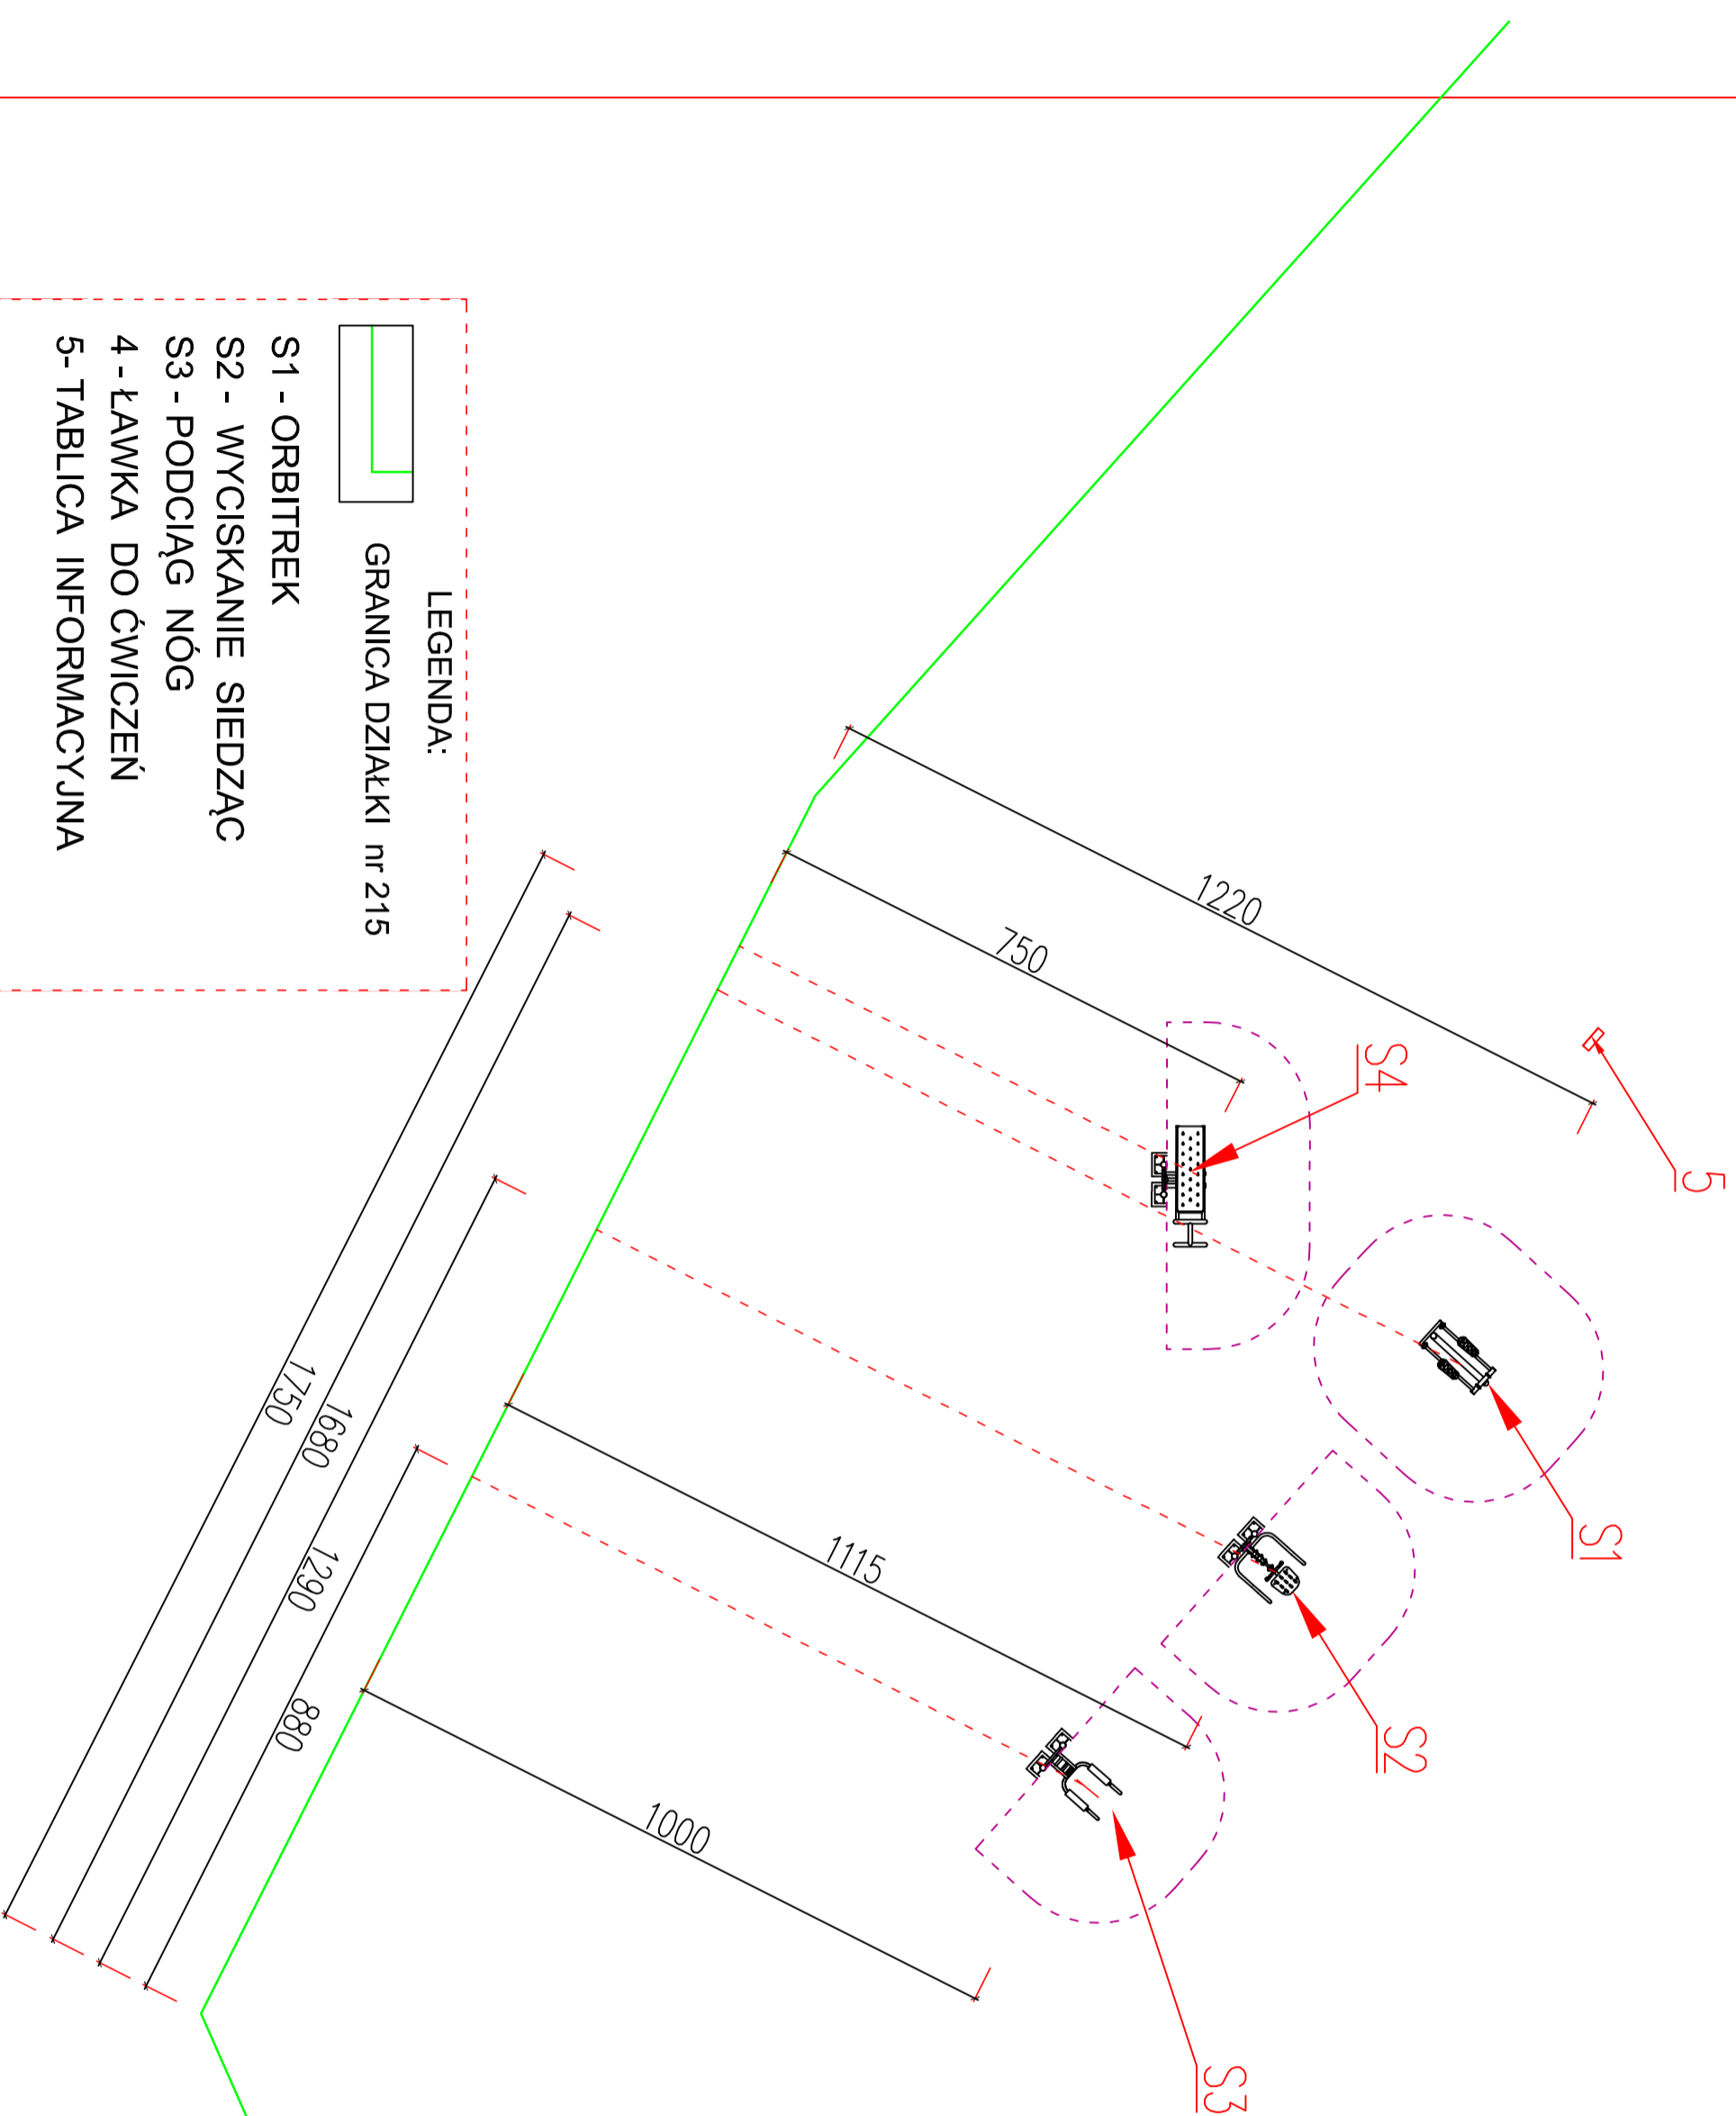 LEGENDA:
GRANICA DZIAŁKI nr 215
S1 - ORBITREK
S2 - WYCISKANIE SIEDZĄC
S3 - PODCIĄG NÓG
4 - ŁAWKA DO ĆWICZEŃ
5- TABLICA INFORMACYJNA
5
S4
S1
S2
S3
1220
750
1115
1000
1750
1680
1290
880